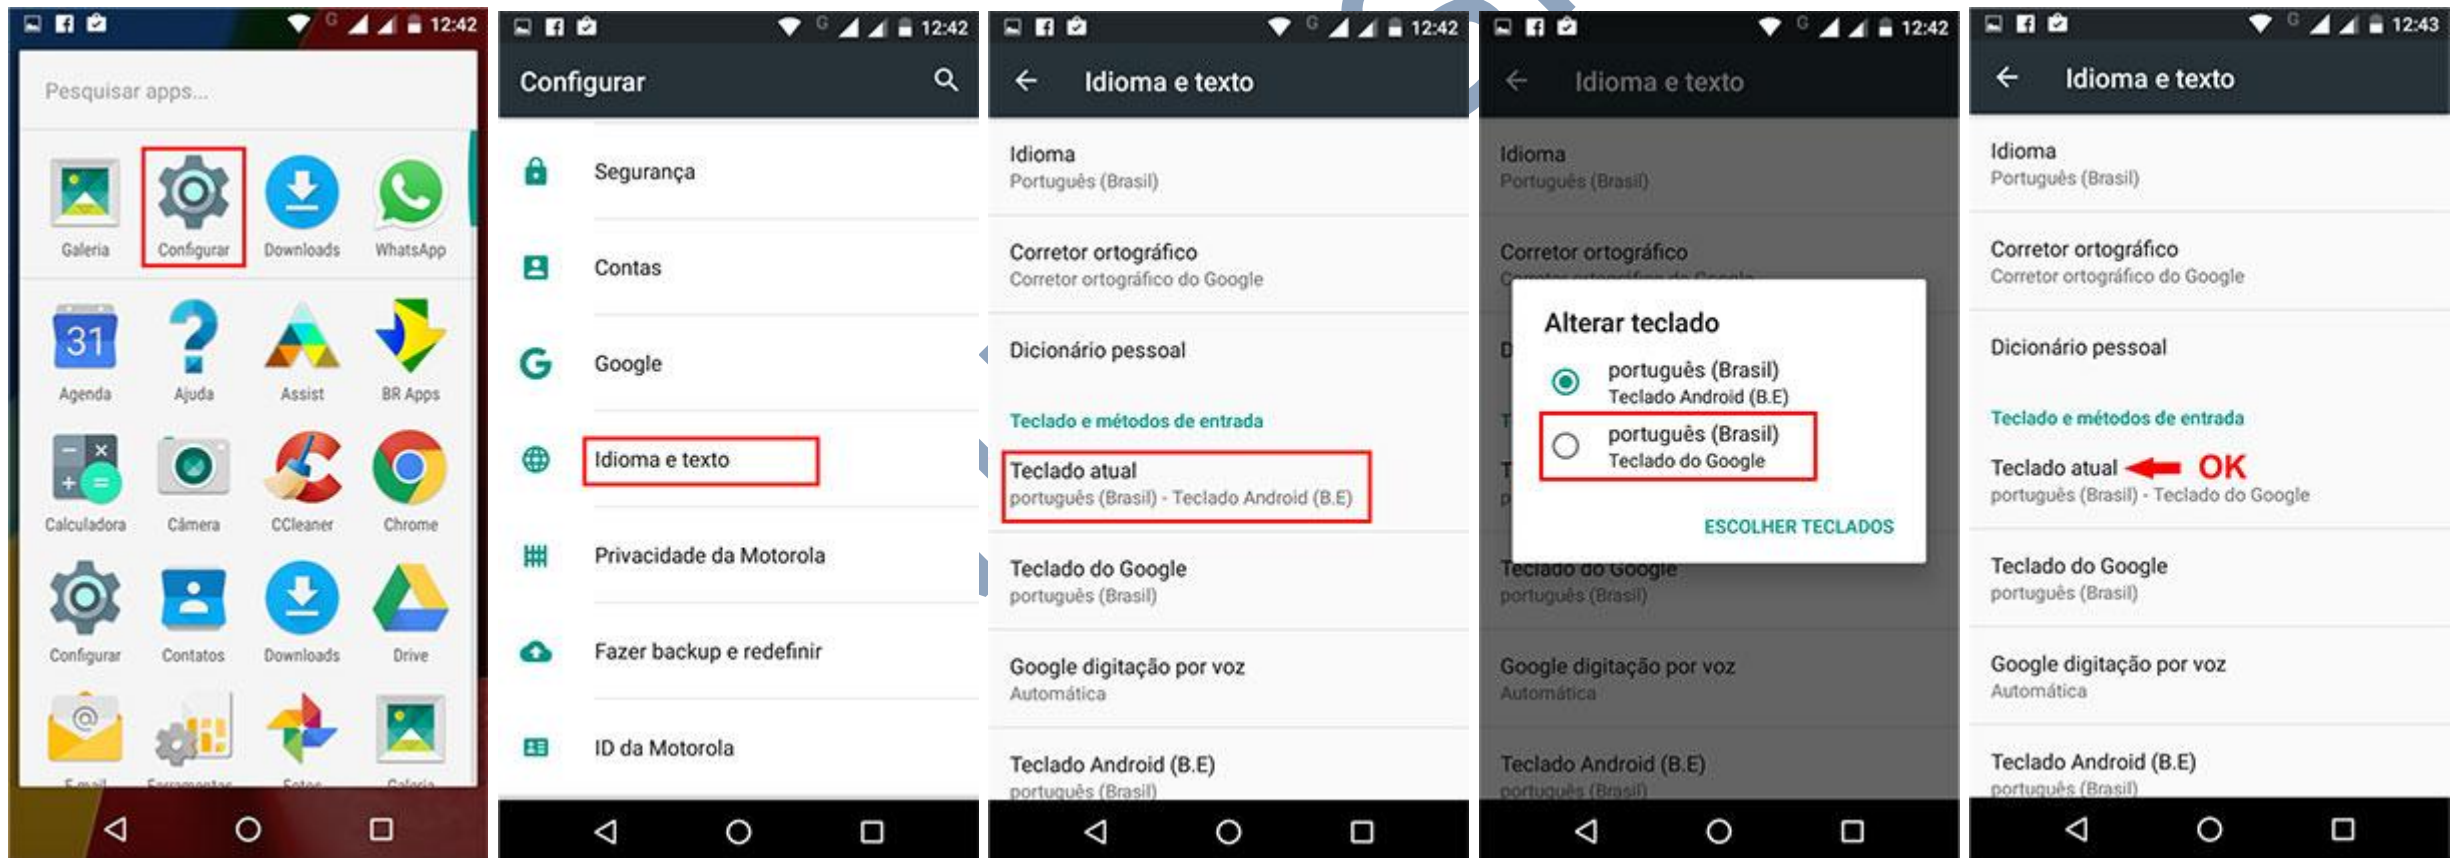 G 12:42
Pesquisar apps...
Galeria
Configurar
Downloads
WhatsApp
31
Agenda
Ajuda
Assist
BR Apps
Calculadora
Câmera
CCleaner
Chrome
Configurar
Contatos
Downloads
Drive
E-mail
Ferramentas
Fotos
Galeria
G 12:42
Configurar
Segurança
Contas
Google
Idioma e texto
Privacidade da Motorola
Fazer backup e redefinir
ID da Motorola
G 12:42
Idioma e texto
Idioma
Português (Brasil)
Corretor ortográfico
Corretor ortográfico do Google
Dicionário pessoal
Teclado e métodos de entrada
Teclado atual
português (Brasil) - Teclado Android (B.E)
Teclado do Google
português (Brasil)
Google digitação por voz
Automática
Teclado Android (B.E)
português (Brasil)
G 12:42
Idioma e texto
Idioma
Português (Brasil)
Corretor ortográfico
Corretor ortográfico do Google
Alterar teclado
português (Brasil)
Teclado Android (B.E)
português (Brasil)
Teclado do Google
ESCOLHER TECLADOS
Teclado do Google
português (Brasil)
Google digitação por voz
Automática
Teclado Android (B.E)
português (Brasil)
G 12:43
Idioma e texto
Idioma
Português (Brasil)
Corretor ortográfico
Corretor ortográfico do Google
Dicionário pessoal
Teclado e métodos de entrada
Teclado atual OK
português (Brasil) - Teclado do Google
Teclado do Google
português (Brasil)
Google digitação por voz
Automática
Teclado Android (B.E)
português (Brasil)